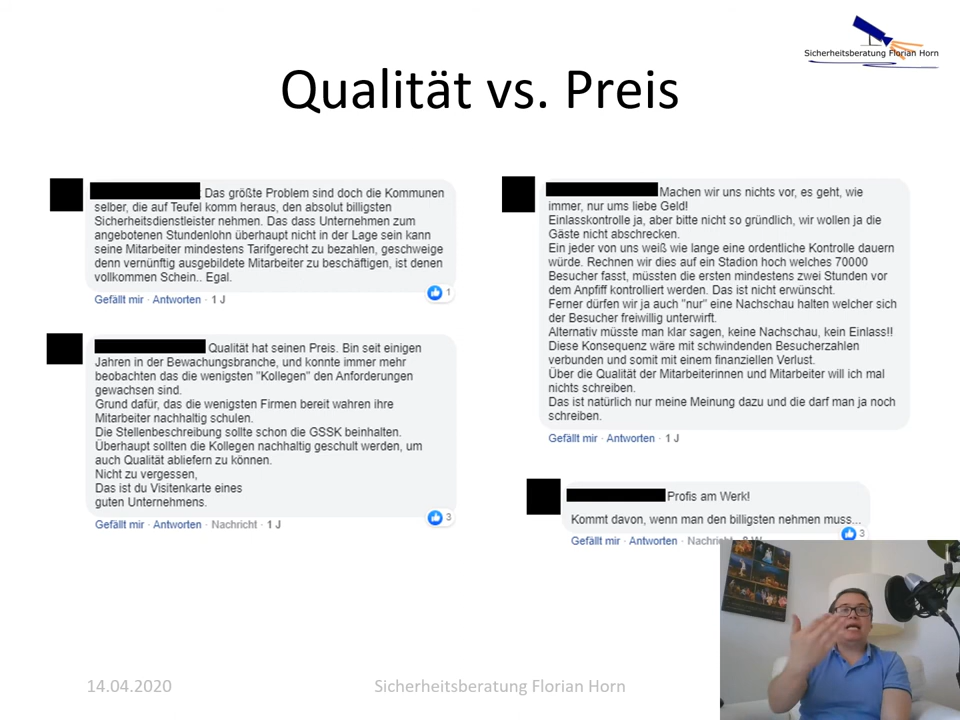 Sicherheitsberatung Florian Horn
Qualität vs. Preis
Das größte Problem sind doch die Kommunen
selber, die auf Teufel komm heraus, den absolut billigsten
Sicherheitsdienstleister nehmen. Das dass Unternehmen zum
angebotenen Stundenlohn überhaupt nicht in der Lage sein kann
seine Mitarbeiter mindestens Tarifgerecht zu bezahlen, geschweige
denn vernünftig ausgebildete Mitarbeiter zu beschäftigen, ist denen
vollkommen Schein.. Egal.
Gefällt mir · Antworten · 1 J
1
Qualität hat seinen Preis. Bin seit einigen
Jahren in der Bewachungsbranche, und konnte immer mehr
beobachten das die wenigsten "Kollegen" den Anforderungen
gewachsen sind.
Grund dafür, das die wenigsten Firmen bereit wahren ihre
Mitarbeiter nachhaltig schulen.
Die Stellenbeschreibung sollte schon die GSSK beinhalten.
Überhaupt sollten die Kollegen nachhaltig geschult werden, um
auch Qualität abliefern zu können.
Nicht zu vergessen,
Das ist du Visitenkarte eines
guten Unternehmens.
Gefällt mir · Antworten · Nachricht · 1 J
3
Machen wir uns nichts vor, es geht, wie
immer, nur ums liebe Geld!
Einlasskontrolle ja, aber bitte nicht so gründlich, wir wollen ja die
Gäste nicht abschrecken.
Ein jeder von uns weiß wie lange eine ordentliche Kontrolle dauern
würde. Rechnen wir dies auf ein Stadion hoch welches 70000
Besucher fasst, müssten die ersten mindestens zwei Stunden vor
dem Anpfiff kontrolliert werden. Das ist nicht erwünscht.
Ferner dürfen wir ja auch "nur" eine Nachschau halten welcher sich
der Besucher freiwillig unterwirft.
Alternativ müsste man klar sagen, keine Nachschau, kein Einlass!!
Diese Konsequenz wäre mit schwindenden Besucherzahlen
verbunden und somit mit einem finanziellen Verlust.
Über die Qualität der Mitarbeiterinnen und Mitarbeiter will ich mal
nichts schreiben.
Das ist natürlich nur meine Meinung dazu und die darf man ja noch
schreiben.
Gefällt mir · Antworten · 1 J
Profis am Werk!
Kommt davon, wenn man den billigsten nehmen muss...
3
Gefällt mir · Antworten ·
14.04.2020
Sicherheitsberatung Florian Horn